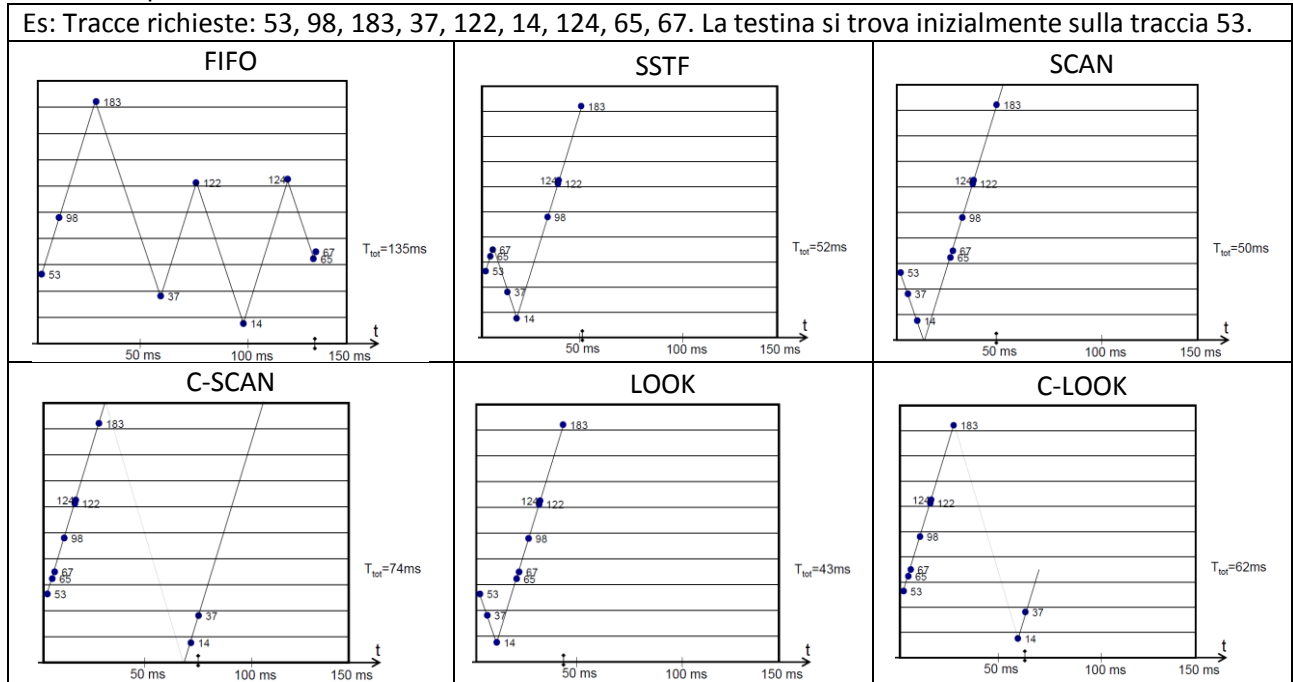 Es: Tracce richieste: 53, 98, 183, 37, 122, 14, 124, 65, 67. La testina si trova inizialmente sulla traccia 53.
FIFO
183
122
124
98
67
65
53
37
14
T_tot=135ms
t
50 ms
100 ms
150 ms
SSTF
183
124
122
98
67
65
53
37
14
T_tot=52ms
t
50 ms
100 ms
150 ms
SCAN
183
124
122
98
67
65
53
37
14
T_tot=50ms
t
50 ms
100 ms
150 ms
C-SCAN
183
124
122
98
67
65
53
37
14
T_tot=74ms
t
50 ms
100 ms
150 ms
LOOK
183
124
122
98
67
65
53
37
14
T_tot=43ms
t
50 ms
100 ms
150 ms
C-LOOK
183
124
122
98
67
65
53
37
14
T_tot=62ms
t
50 ms
100 ms
150 ms